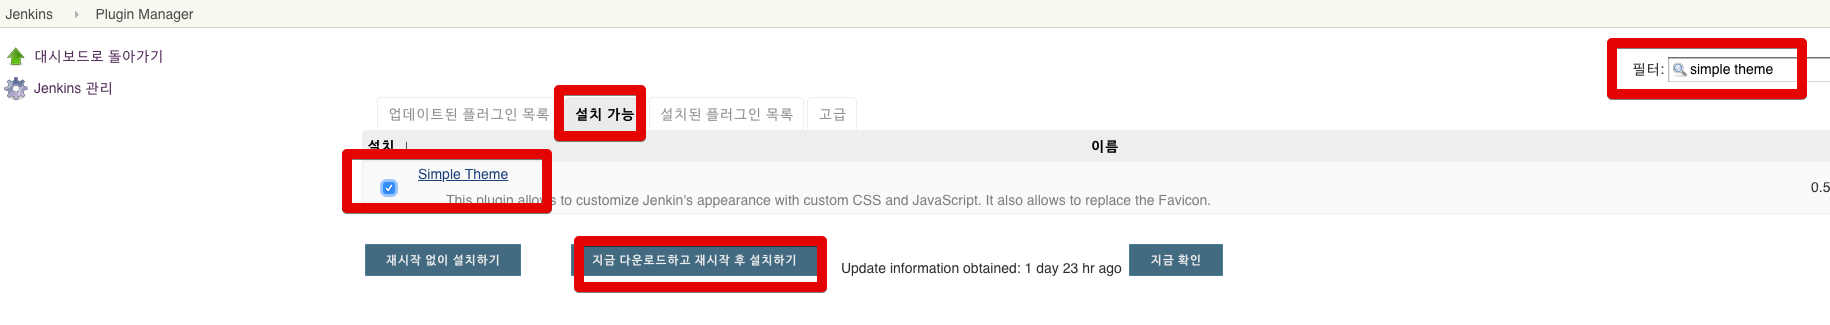 Jenkins Plugin Manager
대시보드로 돌아가기
Jenkins 관리
필터: simple theme
업데이트된 플러그인 목록 설치 가능 설치된 플러그인 목록 고급
설치 ↓ 이름
Simple Theme
This plugin allows to customize Jenkin's appearance with custom CSS and JavaScript. It also allows to replace the Favicon.
0.5
재시작 없이 설치하기 지금 다운로드하고 재시작 후 설치하기 Update information obtained: 1 day 23 hr ago 지금 확인